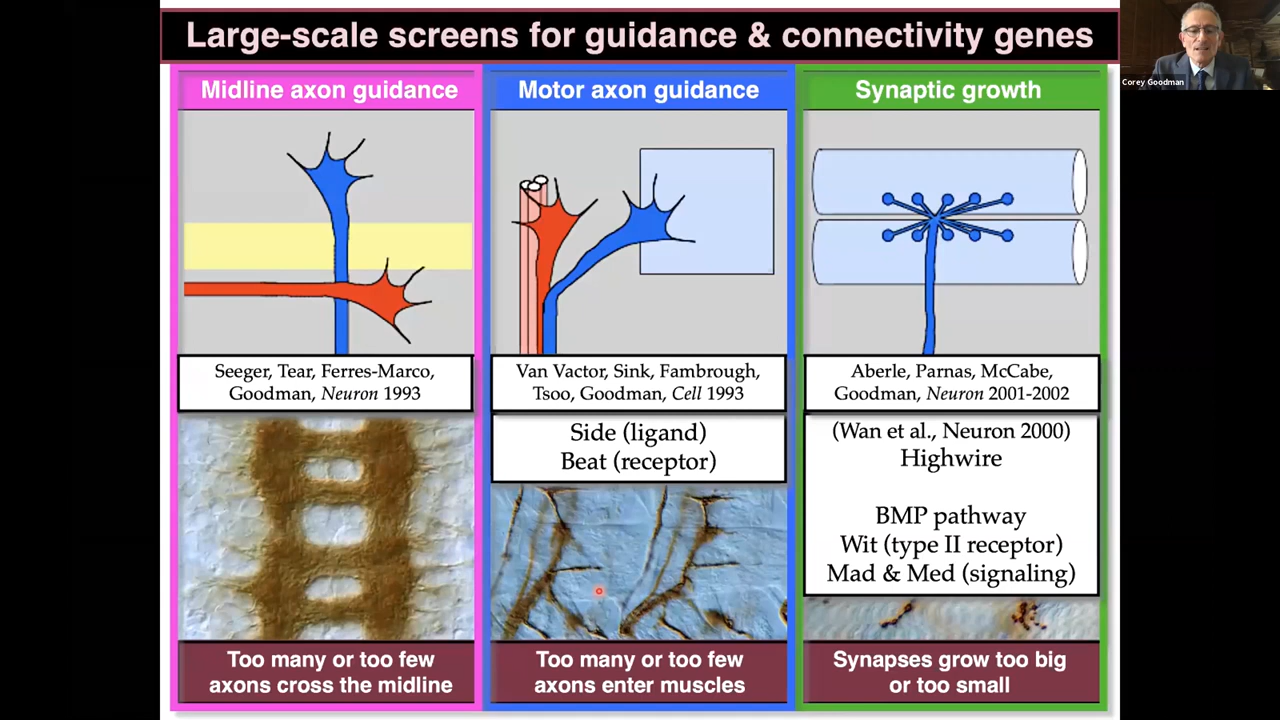 Large-scale screens for guidance & connectivity genes
Corey Goodman
Midline axon guidance
Seeger, Tear, Ferres-Marco,
Goodman, Neuron 1993
Too many or too few
axons cross the midline
Motor axon guidance
Van Vactor, Sink, Fambrough,
Tsoo, Goodman, Cell 1993
Side (ligand)
Beat (receptor)
Too many or too few
axons enter muscles
Synaptic growth
Aberle, Parnas, McCabe,
Goodman, Neuron 2001-2002
(Wan et al., Neuron 2000)
Highwire
BMP pathway
Wit (type II receptor)
Mad & Med (signaling)
Synapses grow too big
or too small